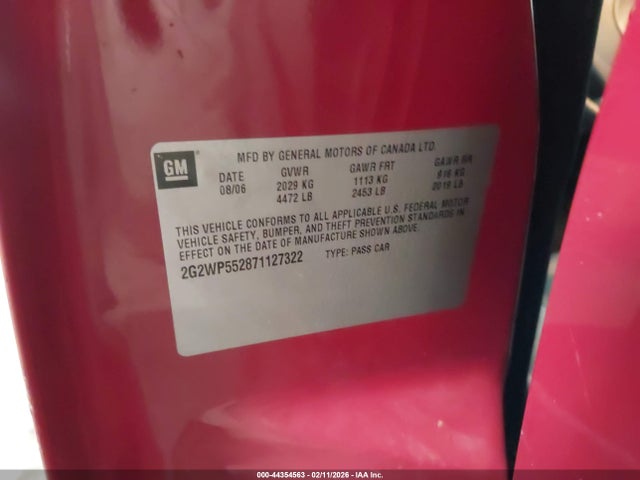 GM
MFD BY GENERAL MOTORS OF CANADA LTD.
DATE GVWR GAWR FRT GAWR RR
08/06 2029 KG 1113 KG 916 KG
4472 LB 2453 LB 2019 LB
THIS VEHICLE CONFORMS TO ALL APPLICABLE U.S. FEDERAL MOTOR
VEHICLE SAFETY, BUMPER, AND THEFT PREVENTION STANDARDS IN
EFFECT ON THE DATE OF MANUFACTURE SHOWN ABOVE.
2G2WP552871127322 TYPE: PASS CAR
000-44354563 - 02/11/2026 - IAA Inc.